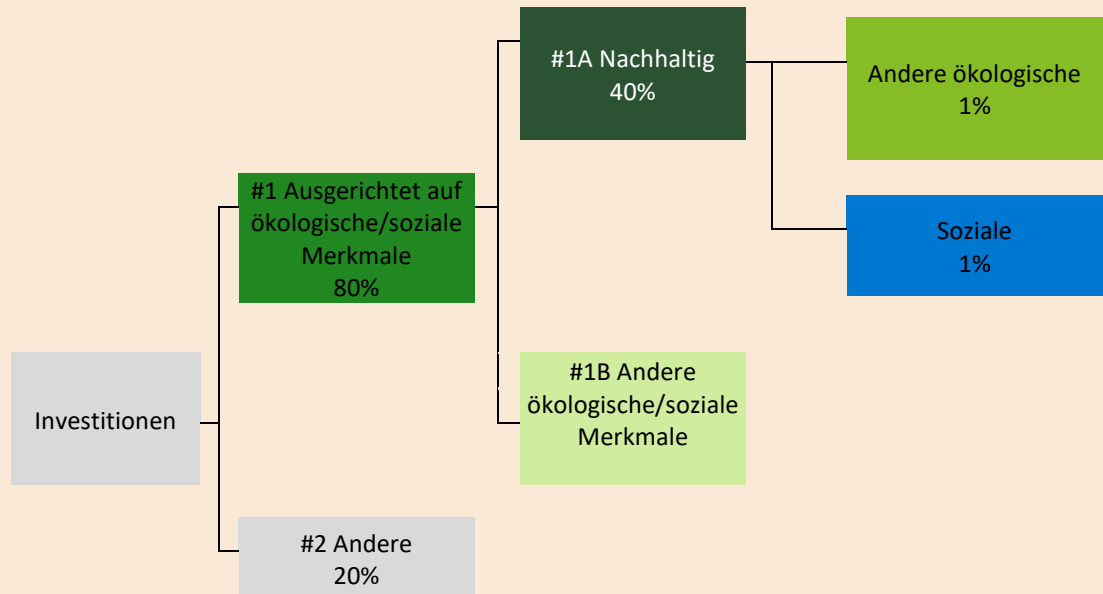 #1A Nachhaltig
40%
Andere ökologische
1%
#1 Ausgerichtet auf
ökologische/soziale
Merkmale
80%
Soziale
1%
#1B Andere
ökologische/soziale
Merkmale
Investitionen
#2 Andere
20%